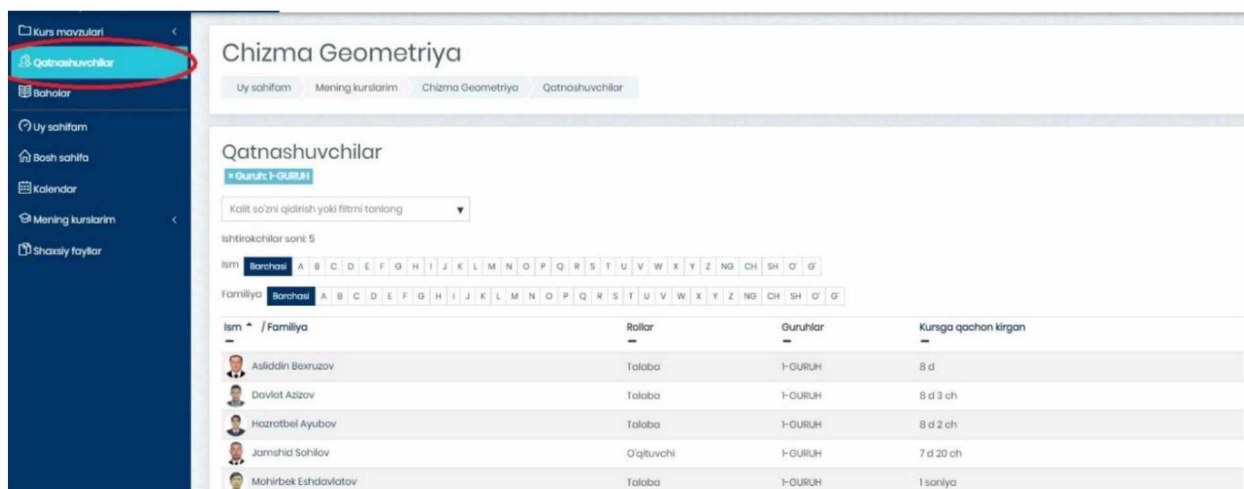 Kurs mavzulari
Qatnashuvchilar
Baholar
Uy sahifam
Bosh sahifa
Kalendar
Mening kurslarim
Shaxsiy fayllar
Chizma Geometriya
Uy sahifam Mening kurslarim Chizma Geometriya Qatnashuvchilar
Qatnashuvchilar
× Guruh: 1-GURUH
Kalit so'zni qidirish yoki filtrni tanlang
Ishtirokchilar soni: 5
Ism Barchasi A B C D E F G H I J K L M N O P Q R S T U V W X Y Z NG CH SH O' G'
Familiya Barchasi A B C D E F G H I J K L M N O P Q R S T U V W X Y Z NG CH SH O' G'
Ism / Familiya Rollar Guruhlar Kursga qachon kirgan
Asliddin Bexruzov Talaba 1-GURUH 8 d
Davlat Azizov Talaba 1-GURUH 8 d 3 ch
Hazratbel Ayubov Talaba 1-GURUH 8 d 2 ch
Jamshid Sohilov O'qituvchi 1-GURUH 7 d 20 ch
Mohirbek Eshdavlatov Talaba 1-GURUH 1 soniya